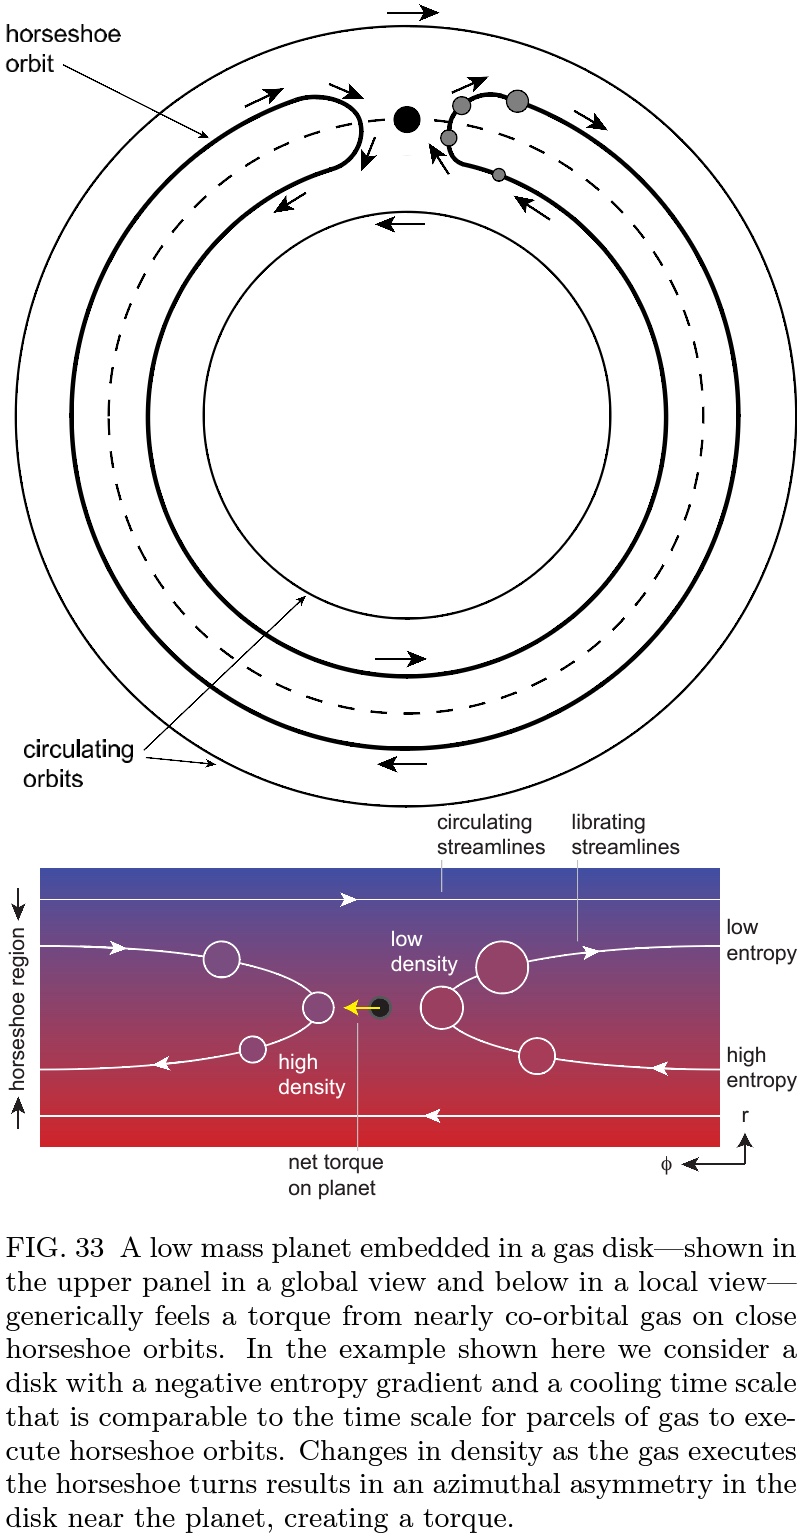 horseshoe
orbit
circulating
orbits
circulating
streamlines
librating
streamlines
horseshoe region
low
density
low
entropy
high
density
high
entropy
net torque
on planet
r
ϕ
FIG. 33 A low mass planet embedded in a gas disk—shown in
the upper panel in a global view and below in a local view—
generically feels a torque from nearly co-orbital gas on close
horseshoe orbits. In the example shown here we consider a
disk with a negative entropy gradient and a cooling time scale
that is comparable to the time scale for parcels of gas to exe-
cute horseshoe orbits. Changes in density as the gas executes
the horseshoe turns results in an azimuthal asymmetry in the
disk near the planet, creating a torque.